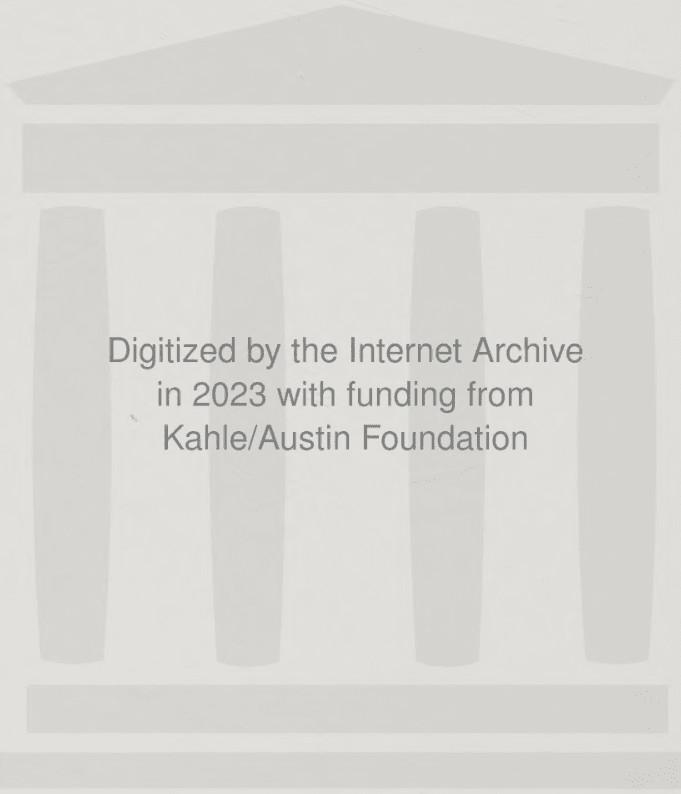 Digitized by the Internet Archive
in 2023 with funding from
Kahle/Austin Foundation